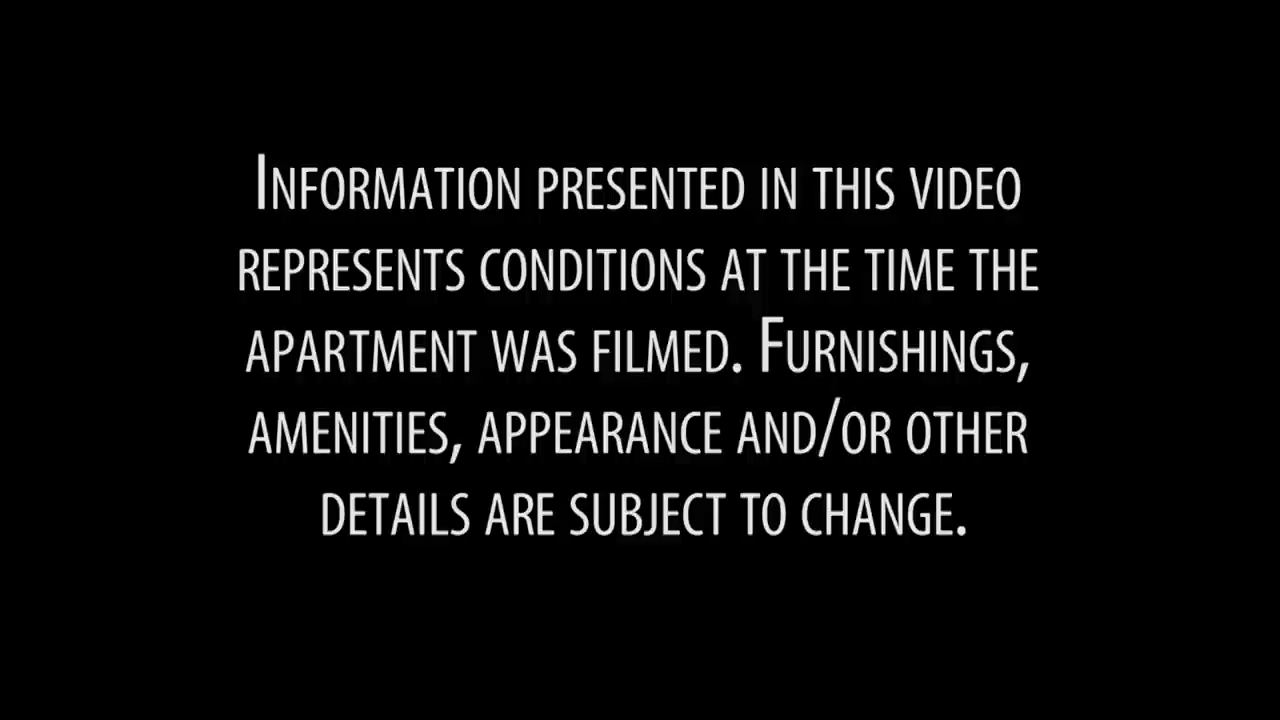 Information presented in this video
represents conditions at the time the
apartment was filmed. Furnishings,
amenities, appearance and/or other
details are subject to change.